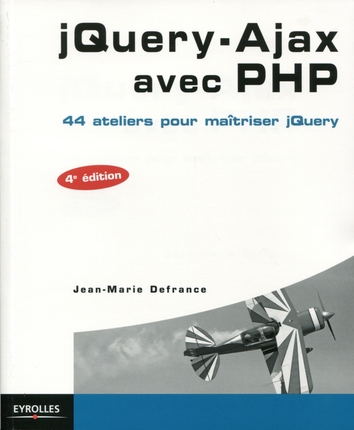 jQuery-Ajax
avec PHP
44 ateliers pour maîtriser jQuery
4e édition
Jean-Marie Defrance
EYROLLES